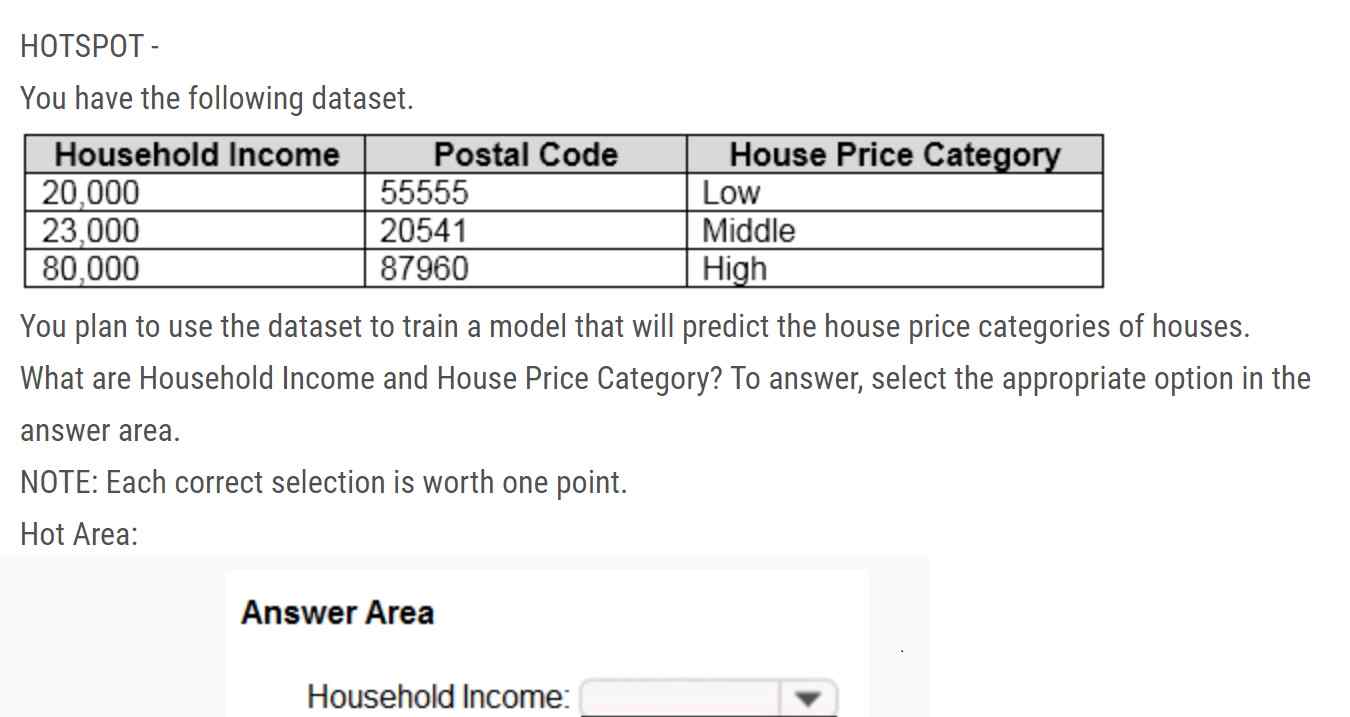 HOTSPOT -
You have the following dataset.
Household Income Postal Code House Price Category
20,000 55555 Low
23,000 20541 Middle
80,000 87960 High
You plan to use the dataset to train a model that will predict the house price categories of houses.
What are Household Income and House Price Category? To answer, select the appropriate option in the
answer area.
NOTE: Each correct selection is worth one point.
Hot Area:
Answer Area
Household Income: